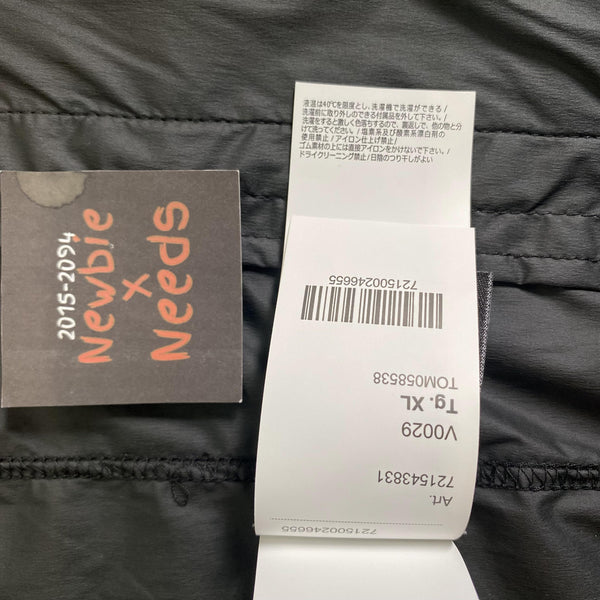 液温は40℃を限度とし、洗濯機で洗濯ができる/
洗濯前に取り外しのできる付属品を外して下さい。/
洗濯をすると激しく色落ちするので、裏返しで、他の物と分
けて洗ってください。/塩素系及び酸素系漂白剤の
使用禁止/アイロン仕上げ禁止/
ゴム素材の上には直接アイロンをかけないで下さい。/
ドライクリーニング禁止/日陰のつり干しがよい
2015-2094
Newbie
x
Needs
721500246655
Art.
721543831
V0029
Tg. XL
TOM058538
721500246655